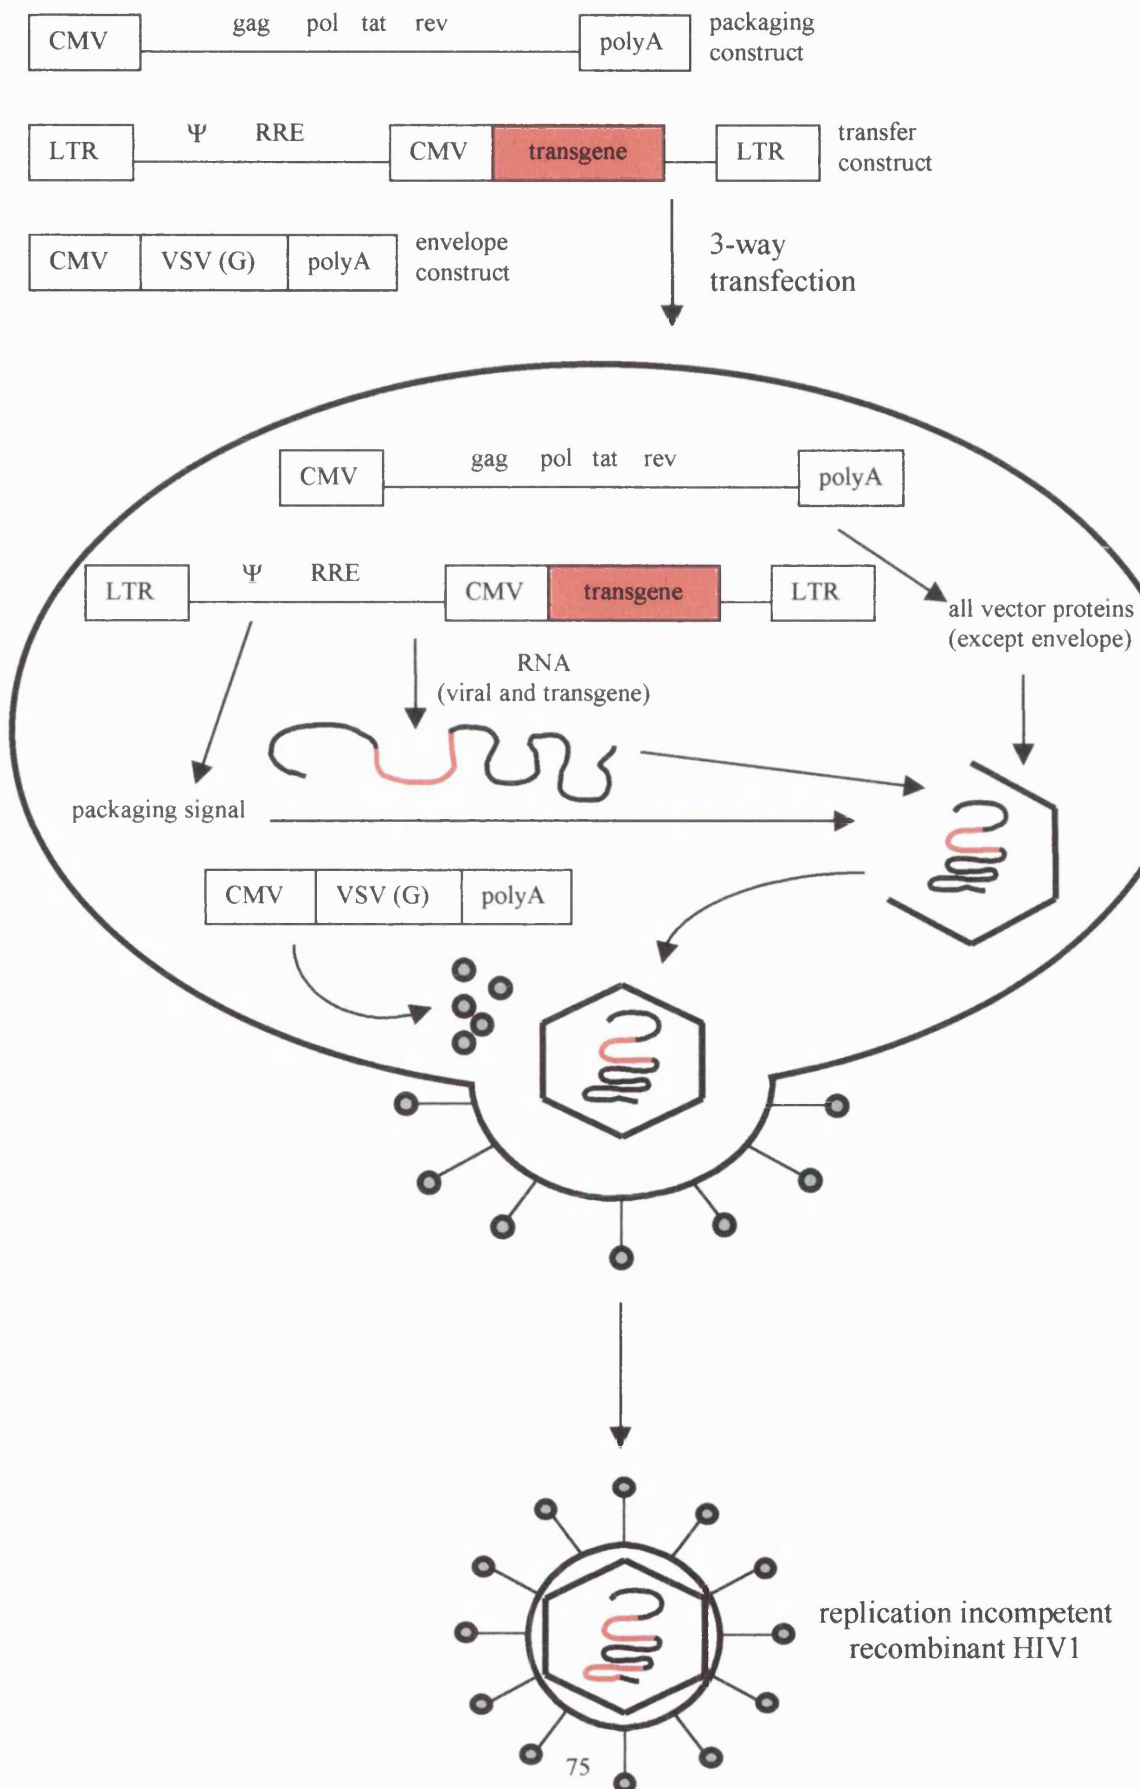 gag pol tat rev
CMV polyA packaging
construct
Ψ RRE
LTR CMV transgene LTR transfer
construct
CMV VSV (G) polyA envelope
construct
3-way
transfection
gag pol tat rev
CMV polyA
Ψ RRE
LTR CMV transgene LTR
all vector proteins
(except envelope)
RNA
(viral and transgene)
packaging signal
CMV VSV (G) polyA
replication incompetent
recombinant HIV1
75